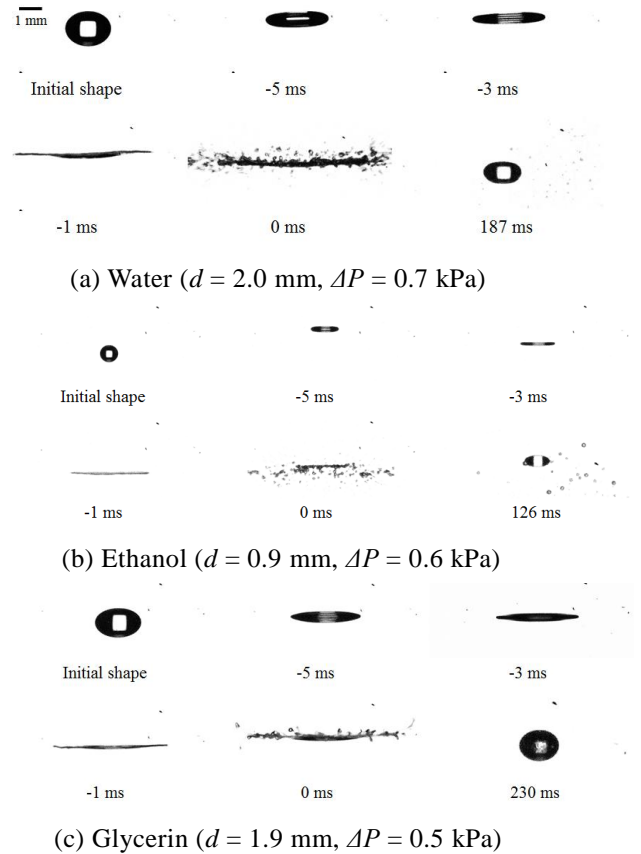 1 mm
Initial shape
-5 ms
-3 ms
-1 ms
0 ms
187 ms
(a) Water (d = 2.0 mm, ΔP = 0.7 kPa)
Initial shape
-5 ms
-3 ms
-1 ms
0 ms
126 ms
(b) Ethanol (d = 0.9 mm, ΔP = 0.6 kPa)
Initial shape
-5 ms
-3 ms
-1 ms
0 ms
230 ms
(c) Glycerin (d = 1.9 mm, ΔP = 0.5 kPa)